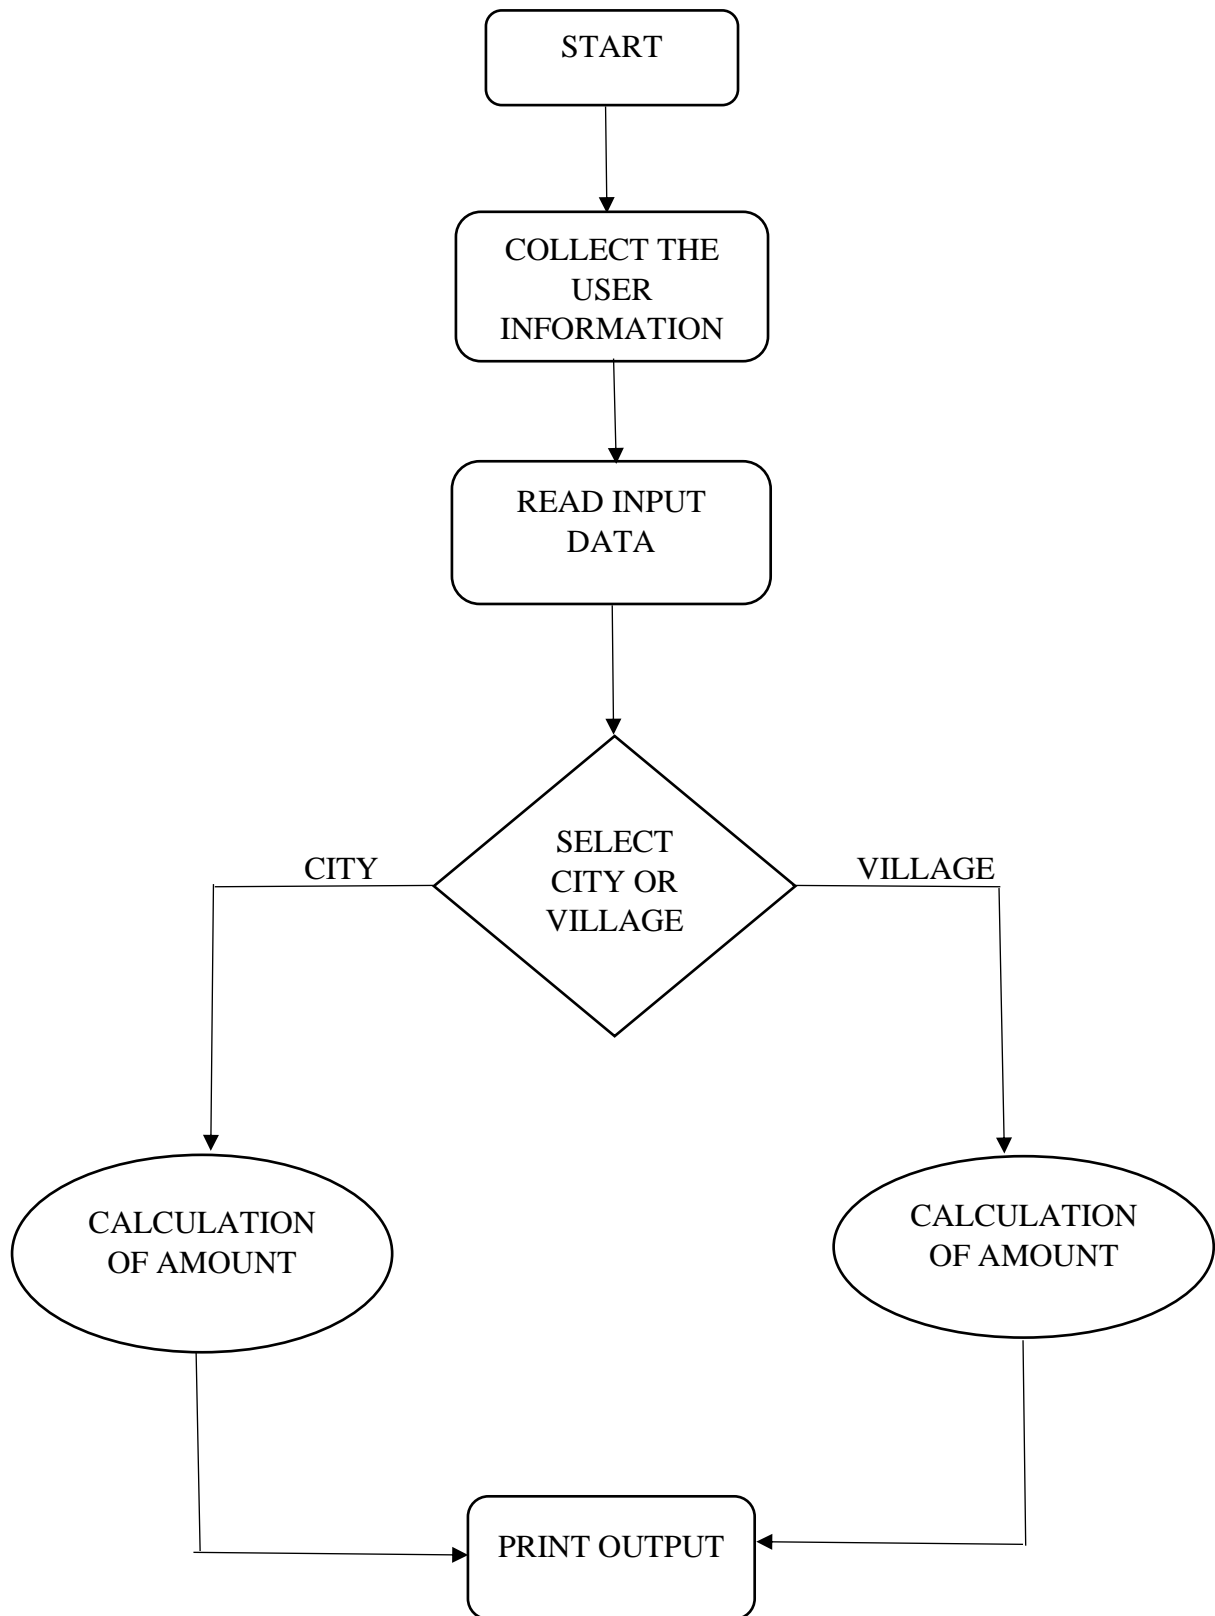 START
COLLECT THE
USER
INFORMATION
READ INPUT
DATA
SELECT
CITY OR
VILLAGE
CITY
VILLAGE
CALCULATION
OF AMOUNT
CALCULATION
OF AMOUNT
PRINT OUTPUT